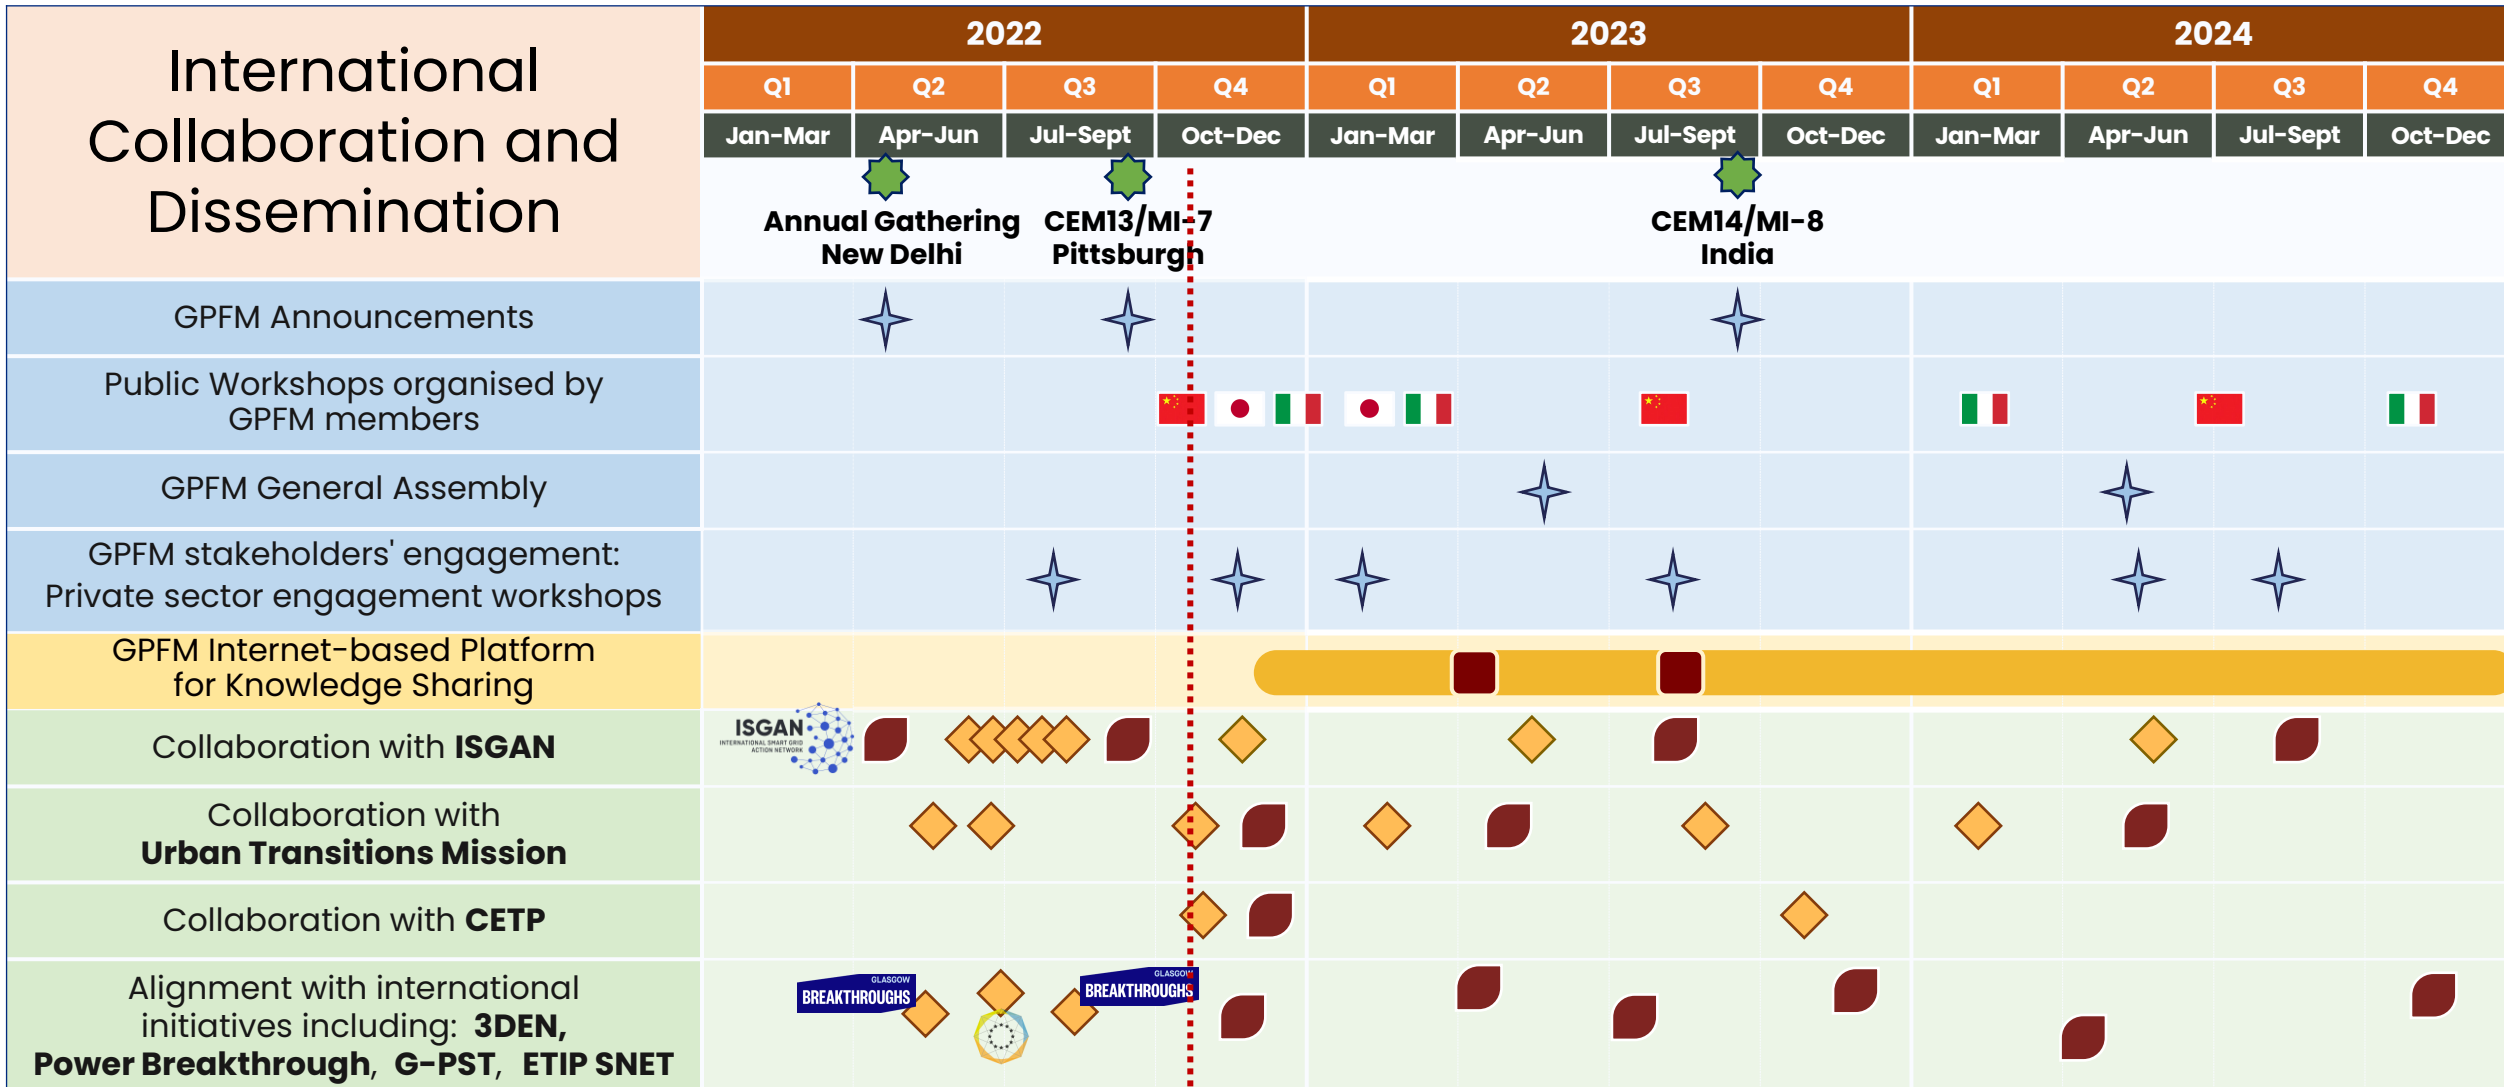 International
Collaboration and
Dissemination
2022
2023
2024
Q1
Q2
Q3
Q4
Q1
Q2
Q3
Q4
Q1
Q2
Q3
Q4
Jan-Mar
Apr-Jun
Jul-Sept
Oct-Dec
Jan-Mar
Apr-Jun
Jul-Sept
Oct-Dec
Jan-Mar
Apr-Jun
Jul-Sept
Oct-Dec
Annual Gathering
New Delhi
CEM13/MI-7
Pittsburgh
CEM14/MI-8
India
GPFM Announcements
Public Workshops organised by
GPFM members
GPFM General Assembly
GPFM stakeholders' engagement:
Private sector engagement workshops
GPFM Internet-based Platform
for Knowledge Sharing
Collaboration with ISGAN
ISGAN
INTERNATIONAL SMART GRID
ACTION NETWORK
Collaboration with
Urban Transitions Mission
Collaboration with CETP
Alignment with international
initiatives including: 3DEN,
Power Breakthrough, G-PST, ETIP SNET
GLASGOW
BREAKTHROUGHS
GLASGOW
BREAKTHROUGHS